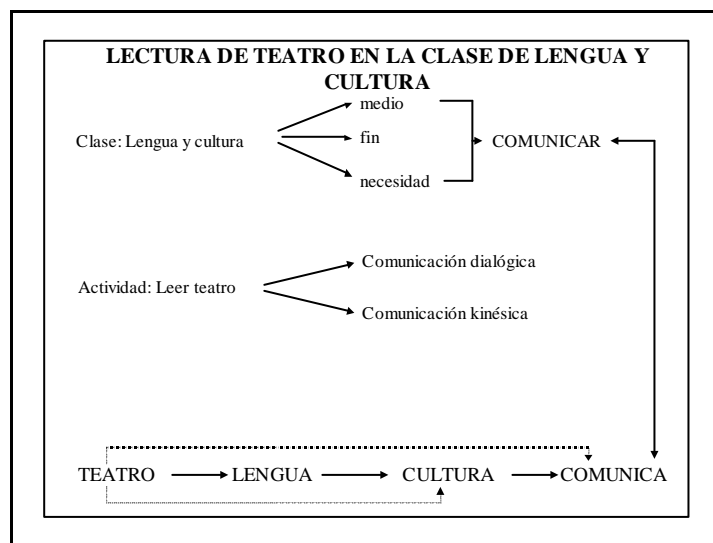 LECTURA DE TEATRO EN LA CLASE DE LENGUA Y
CULTURA
medio
Clase: Lengua y cultura
fin
COMUNICAR
necesidad
Comunicación dialógica
Actividad: Leer teatro
Comunicación kinésica
TEATRO LENGUA CULTURA COMUNICA